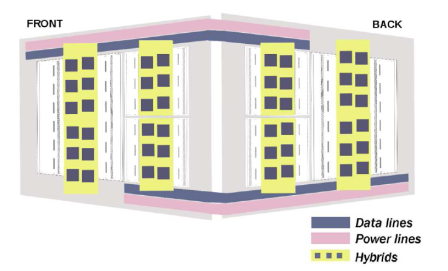 FRONT
BACK
Data lines
Power lines
Hybrids